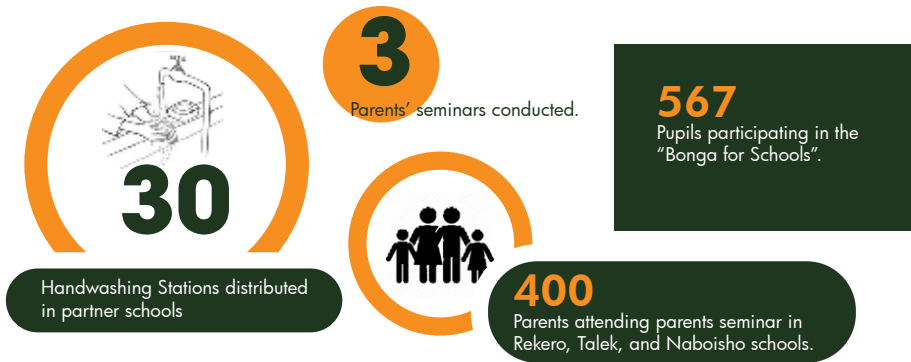 30
Handwashing Stations distributed
in partner schools
3
Parents’ seminars conducted.
567
Pupils participating in the
“Bonga for Schools”.
400
Parents attending parents seminar in
Rekero, Talek, and Naboisho schools.